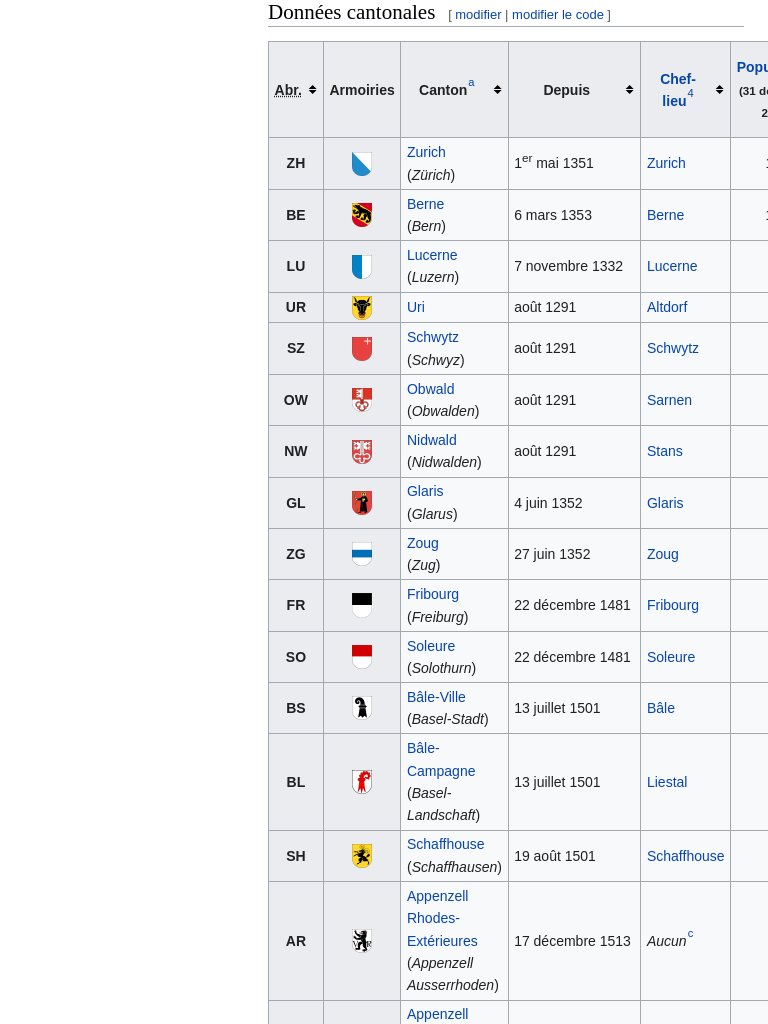 Données cantonales [ modifier | modifier le code ]
Abr. Armoiries Canton a Depuis Chef-lieu 4 Popu
(31 d
2
ZH Zurich (Zürich) 1er mai 1351 Zurich 1
BE Berne (Bern) 6 mars 1353 Berne 1
LU Lucerne (Luzern) 7 novembre 1332 Lucerne
UR Uri août 1291 Altdorf
SZ Schwytz (Schwyz) août 1291 Schwytz
OW Obwald (Obwalden) août 1291 Sarnen
NW Nidwald (Nidwalden) août 1291 Stans
GL Glaris (Glarus) 4 juin 1352 Glaris
ZG Zoug (Zug) 27 juin 1352 Zoug
FR Fribourg (Freiburg) 22 décembre 1481 Fribourg
SO Soleure (Solothurn) 22 décembre 1481 Soleure
BS Bâle-Ville (Basel-Stadt) 13 juillet 1501 Bâle
BL Bâle-Campagne (Basel-Landschaft) 13 juillet 1501 Liestal
SH Schaffhouse (Schaffhausen) 19 août 1501 Schaffhouse
AR Appenzell Rhodes-Extérieures (Appenzell Ausserrhoden) 17 décembre 1513 Aucun c
Appenzell